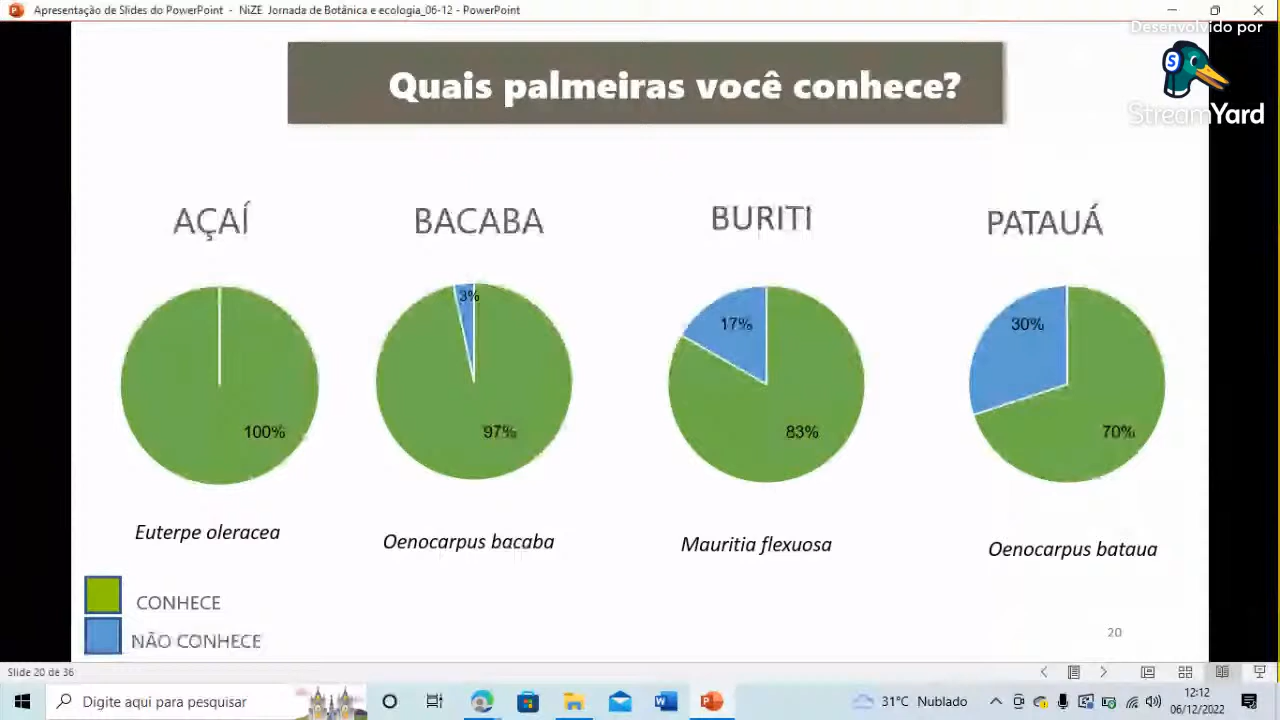 Apresentação de Slides do PowerPoint - NiZE Jornada de Botânica e ecologia_06-12 - PowerPoint
Desenvolvido por
S
StreamYard
Quais palmeiras você conhece?
AÇAÍ
BACABA
BURITI
PATAUÁ
3%
17%
30%
100%
97%
83%
70%
Euterpe oleracea
Oenocarpus bacaba
Mauritia flexuosa
Oenocarpus bataua
CONHECE
NÃO CONHECE
20
Slide 20 de 36
Digite aqui para pesquisar
31°C Nublado
12:12
06/12/2022